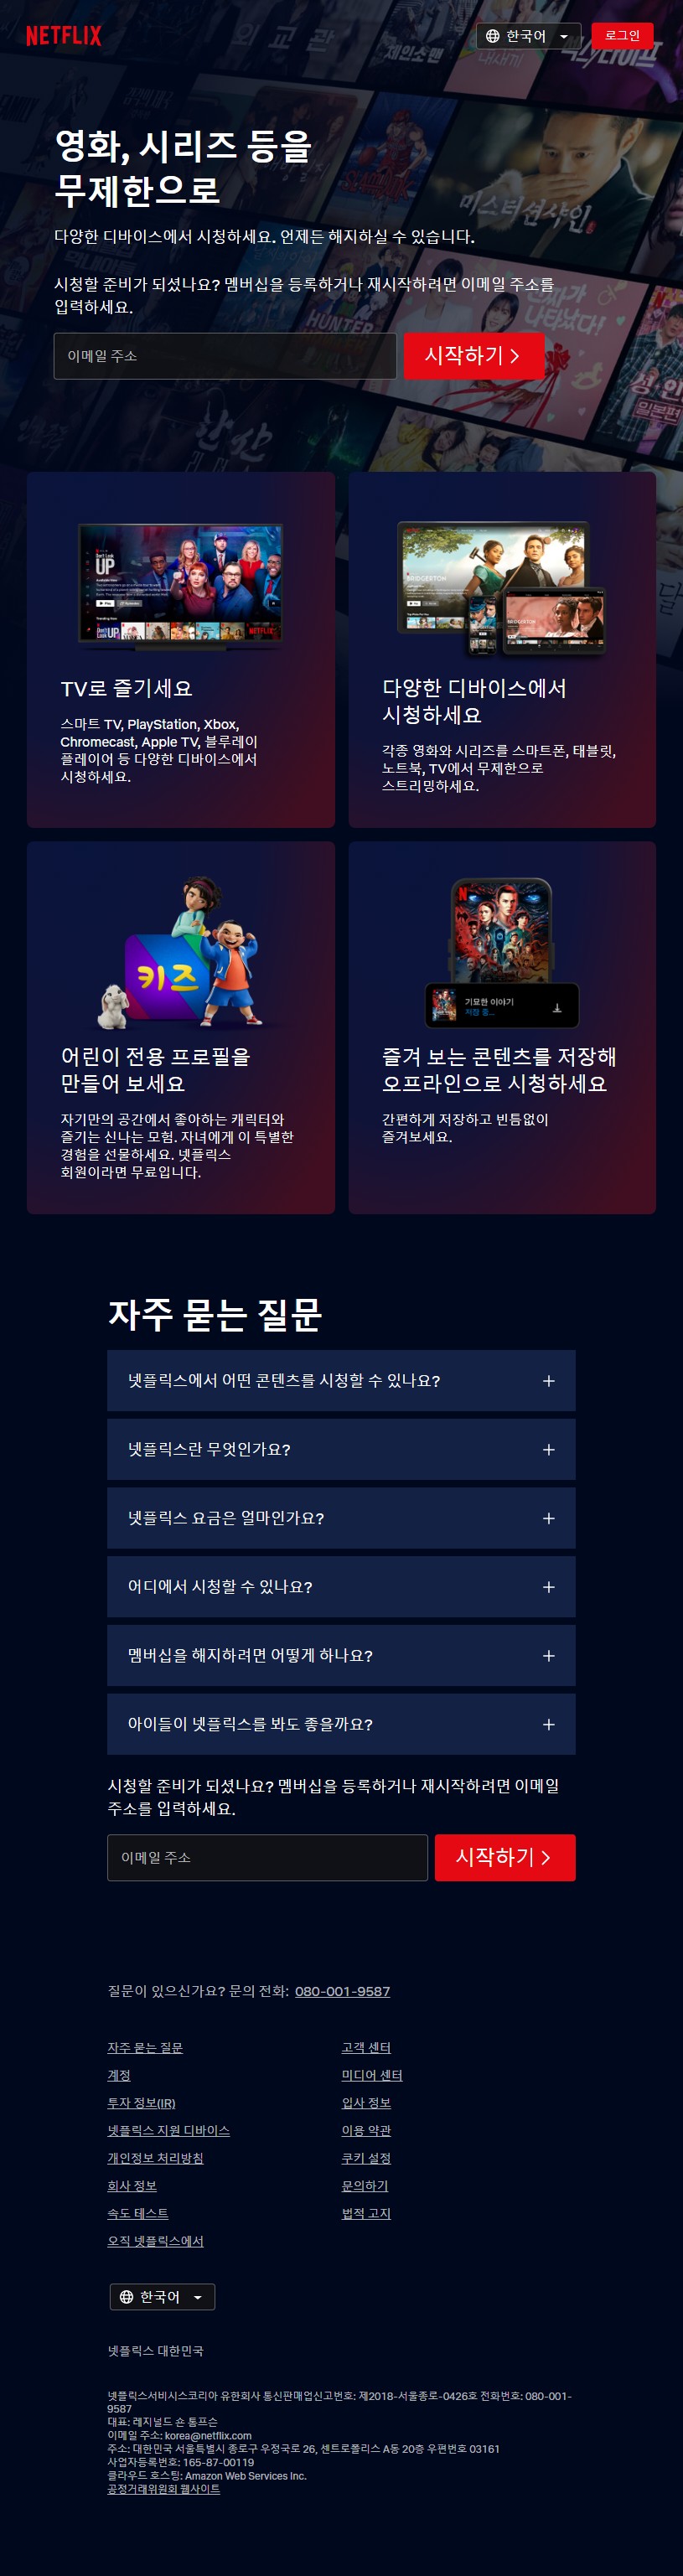 NETFLIX
한국어
로그인
영화, 시리즈 등을
무제한으로
다양한 디바이스에서 시청하세요. 언제든 해지하실 수 있습니다.
시청할 준비가 되셨나요? 멤버십을 등록하거나 재시작하려면 이메일 주소를
입력하세요.
이메일 주소
시작하기
TV로 즐기세요
스마트 TV, PlayStation, Xbox,
Chromecast, Apple TV, 블루레이
플레이어 등 다양한 디바이스에서
시청하세요.
BRIDGERTON
다양한 디바이스에서
시청하세요
각종 영화와 시리즈를 스마트폰, 태블릿,
노트북, TV에서 무제한으로
스트리밍하세요.
키즈
어린이 전용 프로필을
만들어 보세요
자기만의 공간에서 좋아하는 캐릭터와
즐기는 신나는 모험. 자녀에게 이 특별한
경험을 선물하세요. 넷플릭스
회원이라면 무료입니다.
기묘한 이야기
저장 중...
즐겨 보는 콘텐츠를 저장해
오프라인으로 시청하세요
간편하게 저장하고 빈틈없이
즐겨보세요.
자주 묻는 질문
넷플릭스에서 어떤 콘텐츠를 시청할 수 있나요?
넷플릭스란 무엇인가요?
넷플릭스 요금은 얼마인가요?
어디에서 시청할 수 있나요?
멤버십을 해지하려면 어떻게 하나요?
아이들이 넷플릭스를 봐도 좋을까요?
시청할 준비가 되셨나요? 멤버십을 등록하거나 재시작하려면 이메일
주소를 입력하세요.
이메일 주소
시작하기
질문이 있으신가요? 문의 전화: 080-001-9587
자주 묻는 질문
고객 센터
계정
미디어 센터
투자 정보(IR)
입사 정보
넷플릭스 지원 디바이스
이용 약관
개인정보 처리방침
쿠키 설정
회사 정보
문의하기
속도 테스트
법적 고지
오직 넷플릭스에서
한국어
넷플릭스 대한민국
넷플릭스서비시스코리아 유한회사 통신판매업신고번호: 제2018-서울종로-0426호 전화번호: 080-001-
9587
대표: 레지널드 숀 톰프슨
이메일 주소: korea@netflix.com
주소: 대한민국 서울특별시 종로구 우정국로 26, 센트로폴리스 A동 20층 우편번호 03161
사업자등록번호: 165-87-00119
클라우드 호스팅: Amazon Web Services Inc.
공정거래위원회 웹사이트